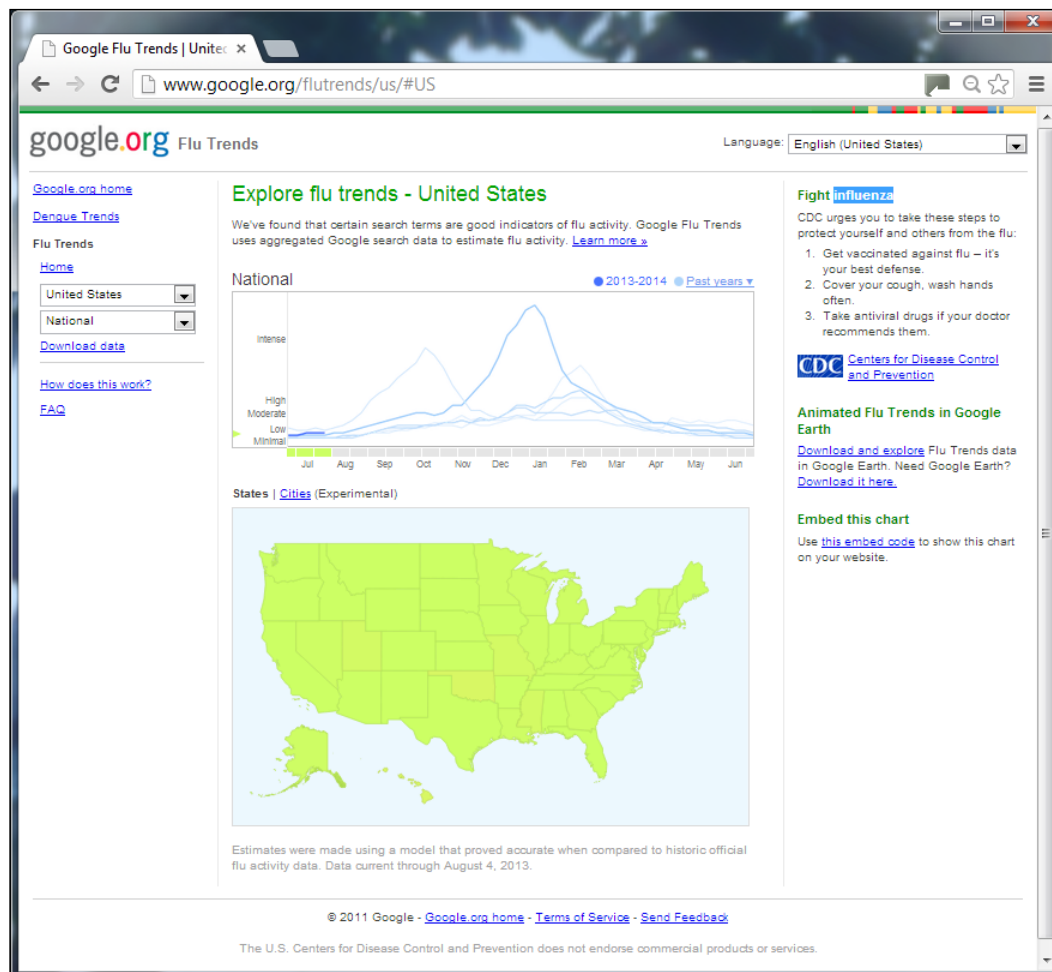 Google Flu Trends | Unite
www.google.org/flutrends/us/#US
google.org Flu Trends
Language: English (United States)
Google.org home
Dengue Trends
Flu Trends
Home
United States
National
Download data
How does this work?
FAQ
Explore flu trends - United States
We've found that certain search terms are good indicators of flu activity. Google Flu Trends
uses aggregated Google search data to estimate flu activity. Learn more »
National
2013-2014 Past years ▼
Intense
High
Moderate
Low
Minimal
Jul Aug Sep Oct Nov Dec Jan Feb Mar Apr May Jun
States | Cities (Experimental)
Estimates were made using a model that proved accurate when compared to historic official
flu activity data. Data current through August 4, 2013.
Fight influenza
CDC urges you to take these steps to
protect yourself and others from the flu:
1. Get vaccinated against flu – it's
your best defense.
2. Cover your cough, wash hands
often.
3. Take antiviral drugs if your doctor
recommends them.
CDC Centers for Disease Control
and Prevention
Animated Flu Trends in Google
Earth
Download and explore Flu Trends data
in Google Earth. Need Google Earth?
Download it here.
Embed this chart
Use this embed code to show this chart
on your website.
© 2011 Google - Google.org home - Terms of Service - Send Feedback
The U.S. Centers for Disease Control and Prevention does not endorse commercial products or services.